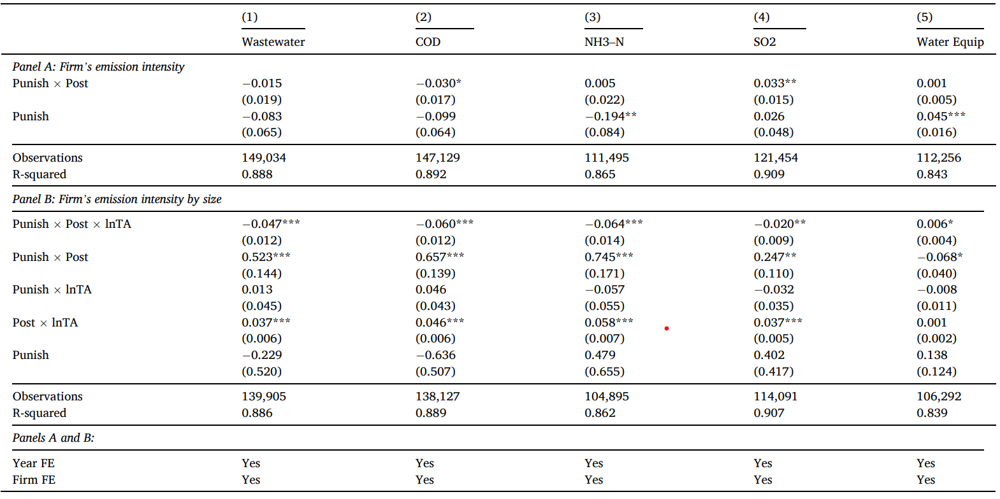 (1) (2) (3) (4) (5)
Wastewater COD NH3–N SO2 Water Equip
Panel A: Firm's emission intensity
Punish × Post −0.015 −0.030* 0.005 0.033** 0.001
(0.019) (0.017) (0.022) (0.015) (0.005)
Punish −0.083 −0.099 −0.194** 0.026 0.045***
(0.065) (0.064) (0.084) (0.048) (0.016)
Observations 149,034 147,129 111,495 121,454 112,256
R-squared 0.888 0.892 0.865 0.909 0.843
Panel B: Firm's emission intensity by size
Punish × Post × lnTA −0.047*** −0.060*** −0.064*** −0.020** 0.006*
(0.012) (0.012) (0.014) (0.009) (0.004)
Punish × Post 0.523*** 0.657*** 0.745*** 0.247** −0.068*
(0.144) (0.139) (0.171) (0.110) (0.040)
Punish × lnTA 0.013 0.046 −0.057 −0.032 −0.008
(0.045) (0.043) (0.055) (0.035) (0.011)
Post × lnTA 0.037*** 0.046*** 0.058*** 0.037*** 0.001
(0.006) (0.006) (0.007) (0.005) (0.002)
Punish −0.229 −0.636 0.479 0.402 0.138
(0.520) (0.507) (0.655) (0.417) (0.124)
Observations 139,905 138,127 104,895 114,091 106,292
R-squared 0.886 0.889 0.862 0.907 0.839
Panels A and B:
Year FE Yes Yes Yes Yes Yes
Firm FE Yes Yes Yes Yes Yes